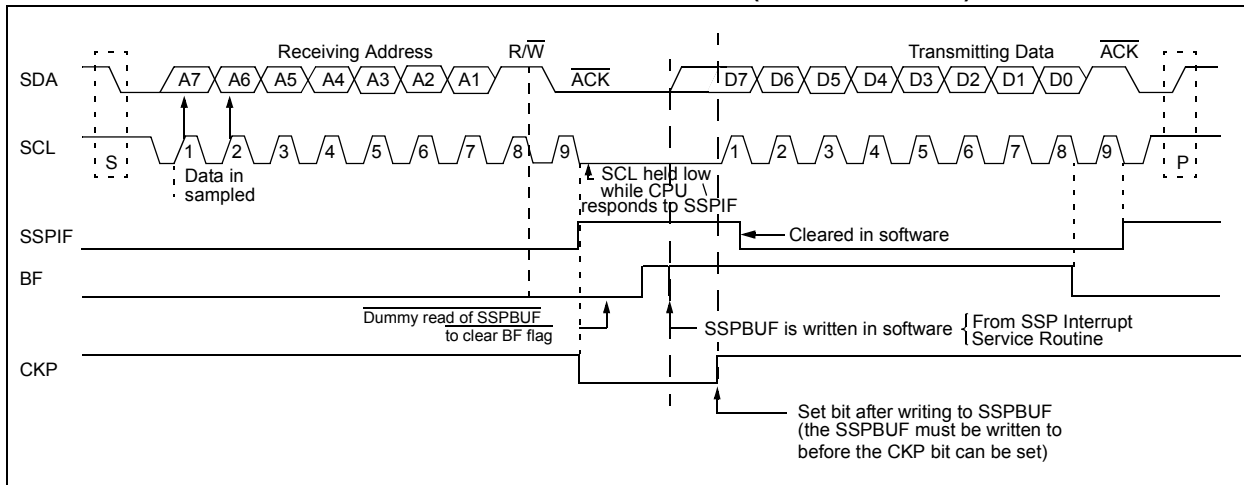 Receiving Address R/W Transmitting Data ACK
SDA A7 A6 A5 A4 A3 A2 A1 ACK D7 D6 D5 D4 D3 D2 D1 D0
SCL S 1 2 3 4 5 6 7 8 9 1 2 3 4 5 6 7 8 9 P
Data in
sampled
SCL held low
while CPU
responds to SSPIF
SSPIF
Cleared in software
BF
Dummy read of SSPBUF
to clear BF flag
SSPBUF is written in software
From SSP Interrupt
Service Routine
CKP
Set bit after writing to SSPBUF
(the SSPBUF must be written to
before the CKP bit can be set)